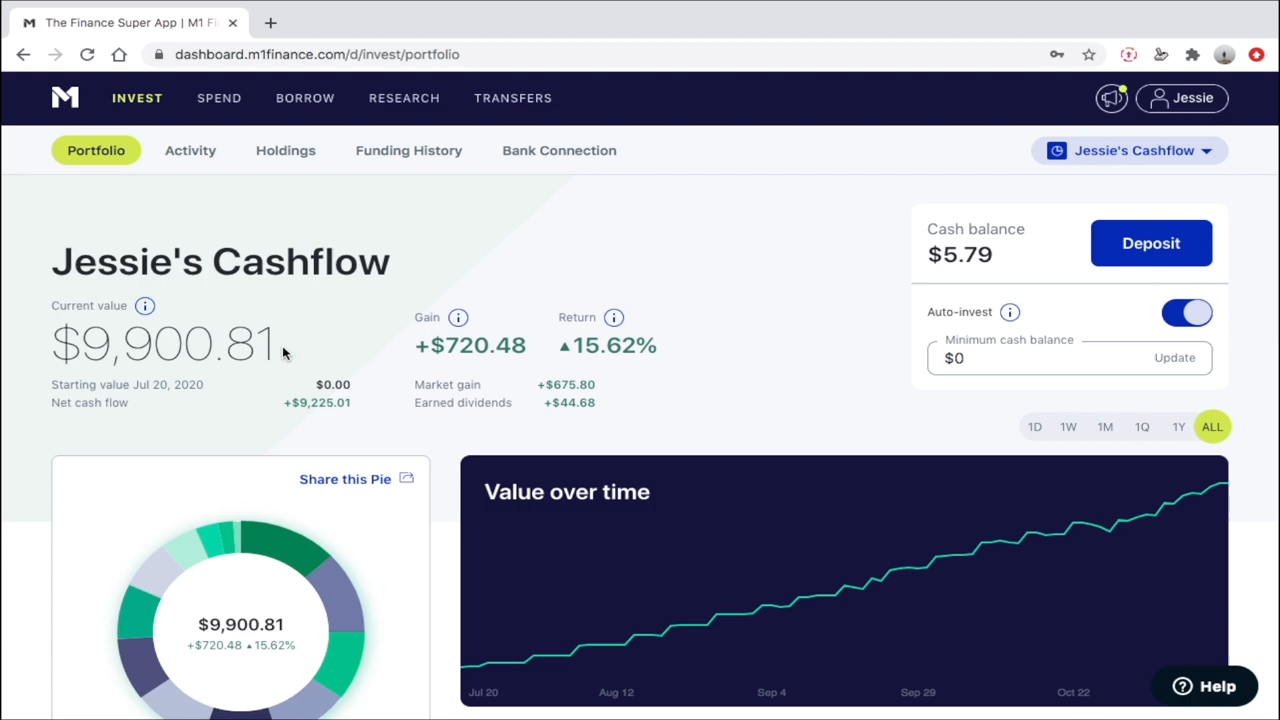 The Finance Super App | M1 Fi
dashboard.m1finance.com/d/invest/portfolio
INVEST SPEND BORROW RESEARCH TRANSFERS Jessie
Portfolio Activity Holdings Funding History Bank Connection Jessie's Cashflow
Jessie's Cashflow
Current value
$9,900.81
Starting value Jul 20, 2020 $0.00
Net cash flow +$9,225.01
Gain Return
+$720.48 ▲15.62%
Market gain +$675.80
Earned dividends +$44.68
Cash balance
$5.79
Deposit
Auto-invest
Minimum cash balance
$0 Update
1D 1W 1M 1Q 1Y ALL
Share this Pie
$9,900.81
+$720.48 ▲15.62%
Value over time
Jul 20 Aug 12 Sep 4 Sep 29 Oct 22
Help